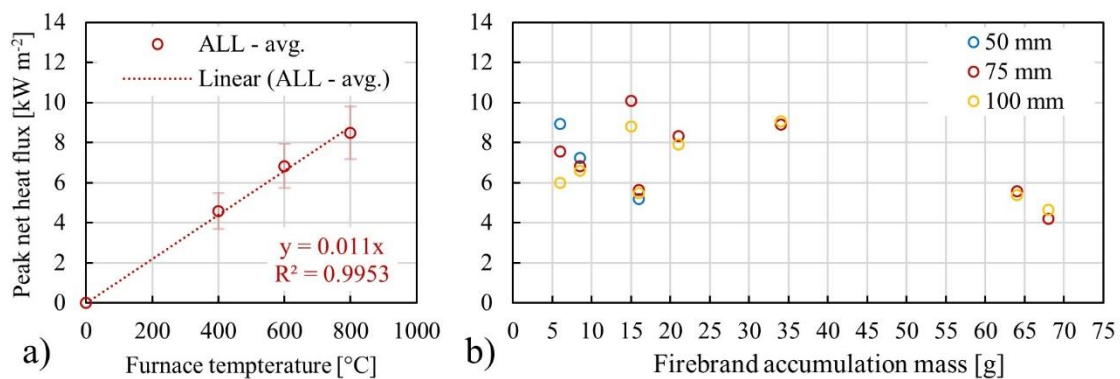 Peak net heat flux [kW m⁻²]
14
12
10
8
6
4
2
0
ALL - avg.
Linear (ALL - avg.)
y = 0.011x
R² = 0.9953
0 200 400 600 800 1000
a) Furnace tempterature [°C]
14
12
10
8
6
4
2
0
50 mm
75 mm
100 mm
0 5 10 15 20 25 30 35 40 45 50 55 60 65 70 75
b) Firebrand accumulation mass [g]